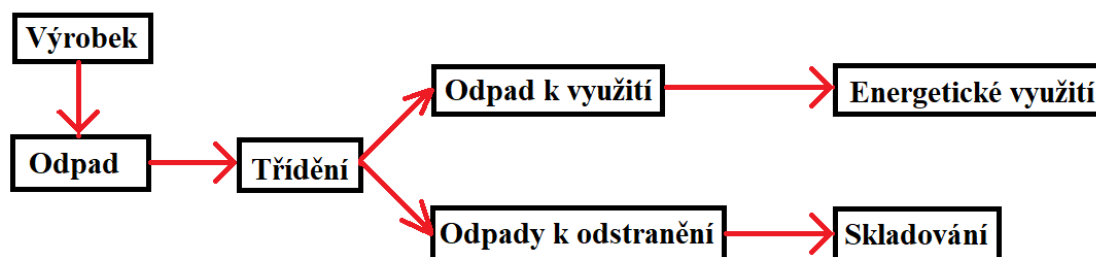 Výrobek
Odpad
Třídění
Odpad k využití
Energetické využití
Odpady k odstranění
Skladování